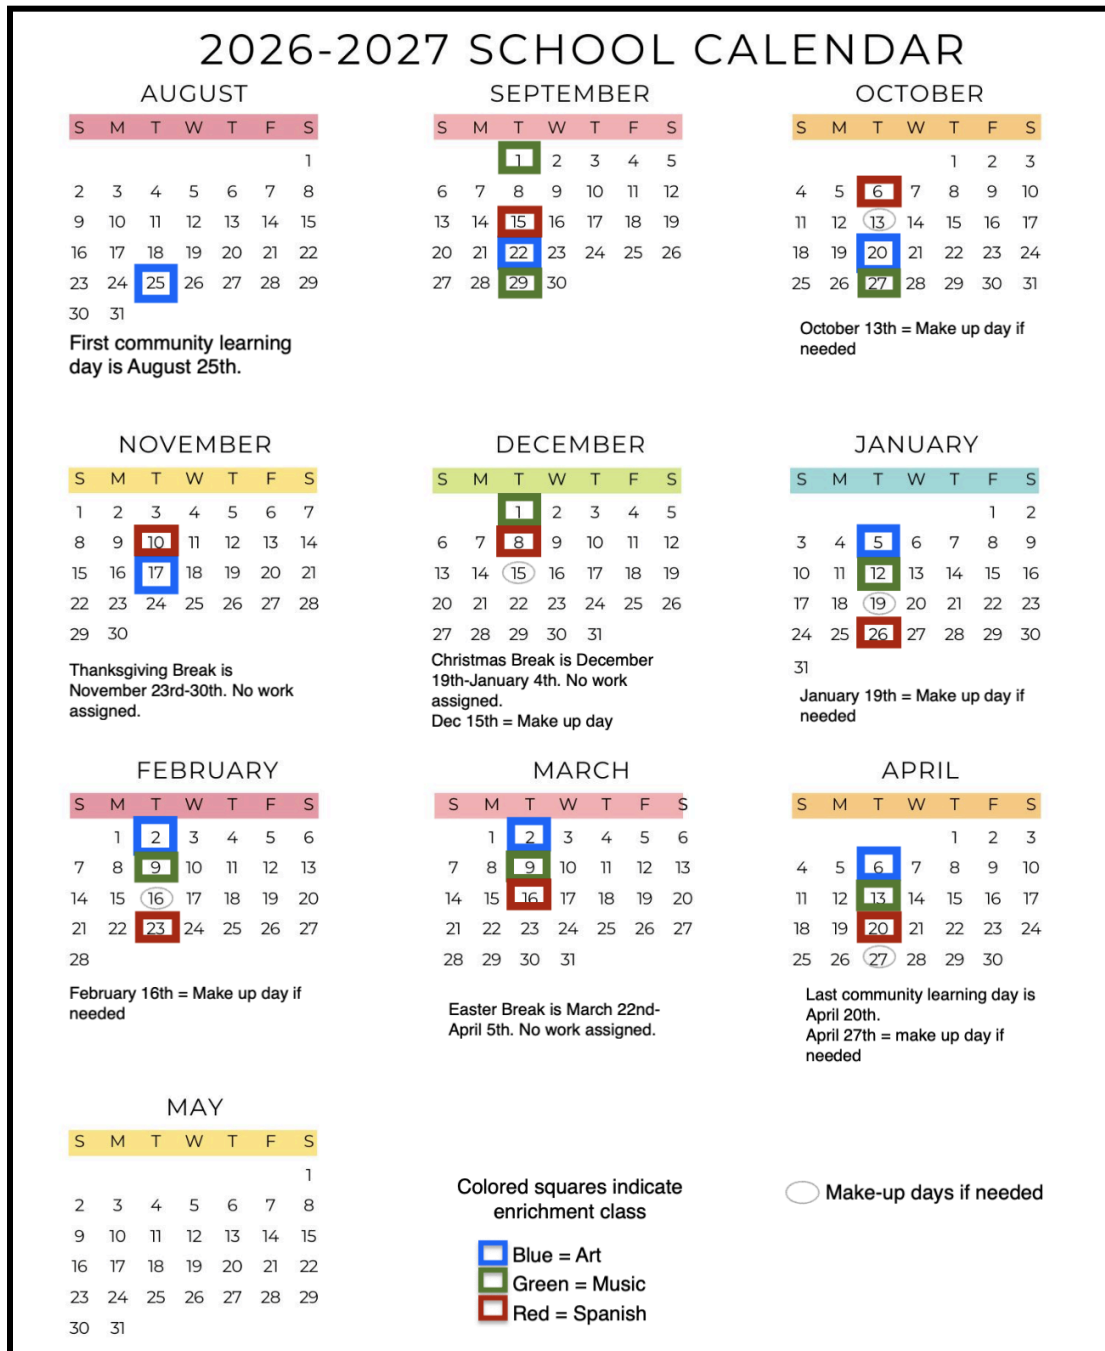 2026-2027 SCHOOL CALENDAR
AUGUST
S M T W T F S
1
2 3 4 5 6 7 8
9 10 11 12 13 14 15
16 17 18 19 20 21 22
23 24 25 26 27 28 29
30 31
First community learning
day is August 25th.
SEPTEMBER
S M T W T F S
1 2 3 4 5
6 7 8 9 10 11 12
13 14 15 16 17 18 19
20 21 22 23 24 25 26
27 28 29 30
OCTOBER
S M T W T F S
1 2 3
4 5 6 7 8 9 10
11 12 13 14 15 16 17
18 19 20 21 22 23 24
25 26 27 28 29 30 31
October 13th = Make up day if
needed
NOVEMBER
S M T W T F S
1 2 3 4 5 6 7
8 9 10 11 12 13 14
15 16 17 18 19 20 21
22 23 24 25 26 27 28
29 30
Thanksgiving Break is
November 23rd-30th. No work
assigned.
DECEMBER
S M T W T F S
1 2 3 4 5
6 7 8 9 10 11 12
13 14 15 16 17 18 19
20 21 22 23 24 25 26
27 28 29 30 31
Christmas Break is December
19th-January 4th. No work
assigned.
Dec 15th = Make up day
JANUARY
S M T W T F S
1 2
3 4 5 6 7 8 9
10 11 12 13 14 15 16
17 18 19 20 21 22 23
24 25 26 27 28 29 30
31
January 19th = Make up day if
needed
FEBRUARY
S M T W T F S
1 2 3 4 5 6
7 8 9 10 11 12 13
14 15 16 17 18 19 20
21 22 23 24 25 26 27
28
February 16th = Make up day if
needed
MARCH
S M T W T F S
1 2 3 4 5 6
7 8 9 10 11 12 13
14 15 16 17 18 19 20
21 22 23 24 25 26 27
28 29 30 31
Easter Break is March 22nd-
April 5th. No work assigned.
APRIL
S M T W T F S
1 2 3
4 5 6 7 8 9 10
11 12 13 14 15 16 17
18 19 20 21 22 23 24
25 26 27 28 29 30
Last community learning day is
April 20th.
April 27th = make up day if
needed
MAY
S M T W T F S
1
2 3 4 5 6 7 8
9 10 11 12 13 14 15
16 17 18 19 20 21 22
23 24 25 26 27 28 29
30 31
Colored squares indicate
enrichment class
Blue = Art
Green = Music
Red = Spanish
Make-up days if needed